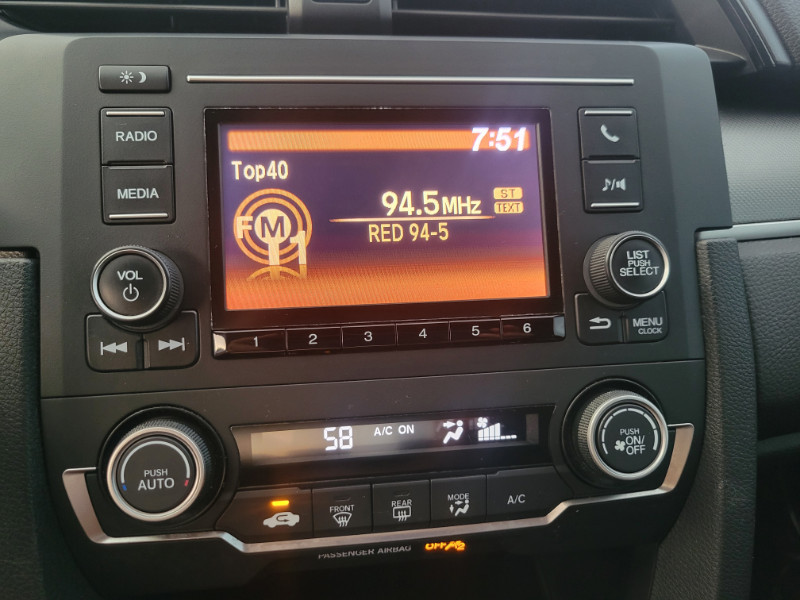 RADIO
MEDIA
VOL
7:51
Top40
FM1
94.5MHz
ST
TEXT
RED 94-5
LIST
PUSH
SELECT
MENU
CLOCK
1 2 3 4 5 6
PUSH
AUTO
58 A/C ON
PUSH
ON/OFF
FRONT
REAR
MODE
A/C
PASSENGER AIRBAG OFF